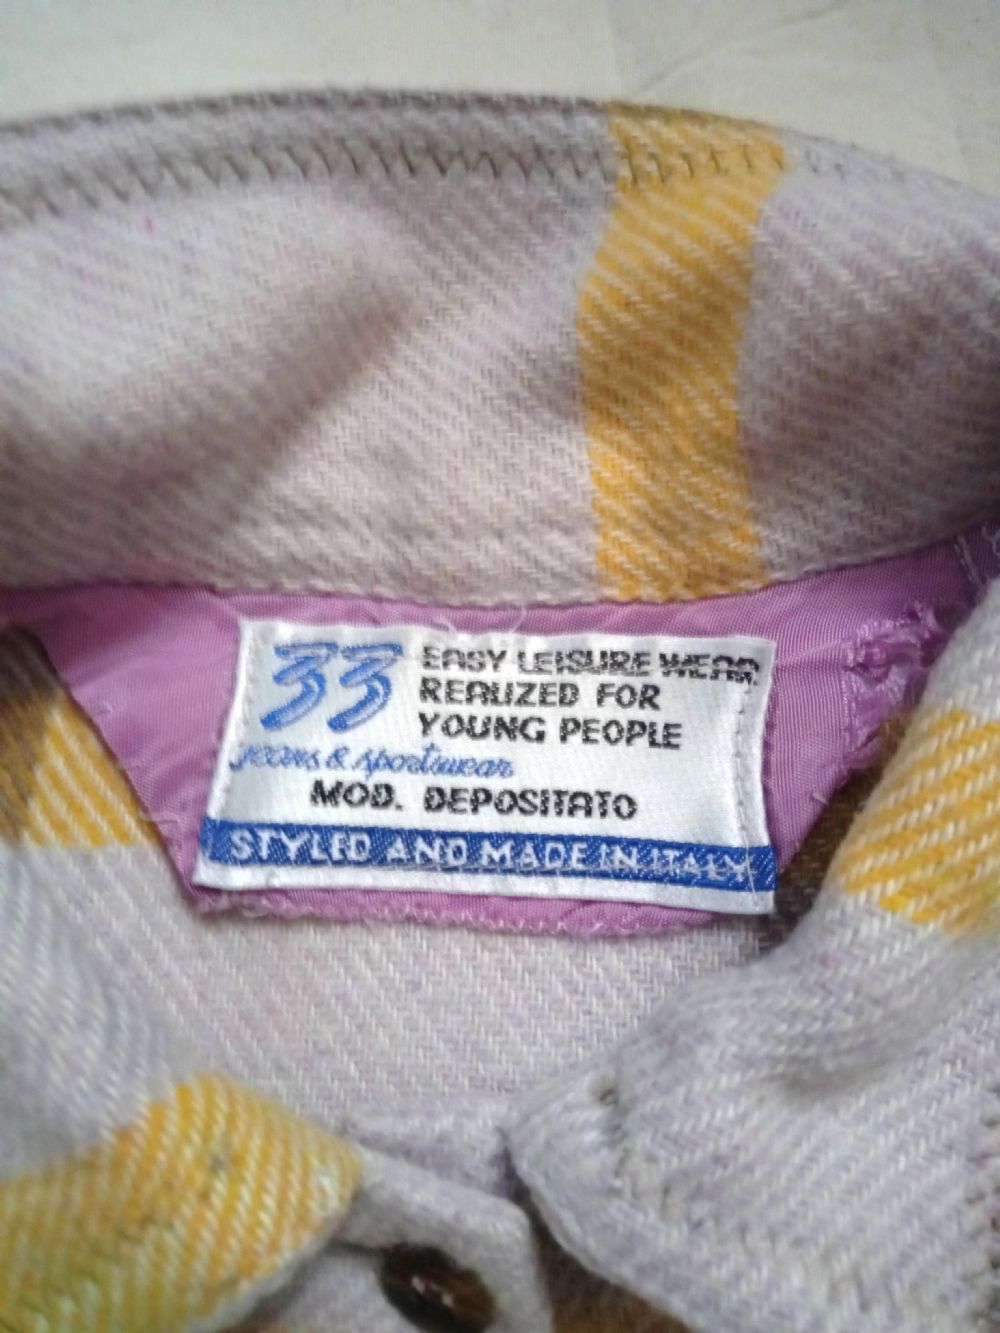 33
EASY LEISURE WEAR
REALIZED FOR
YOUNG PEOPLE
jeans & sportswear
MOD. DEPOSITATO
STYLED AND MADE IN ITALY